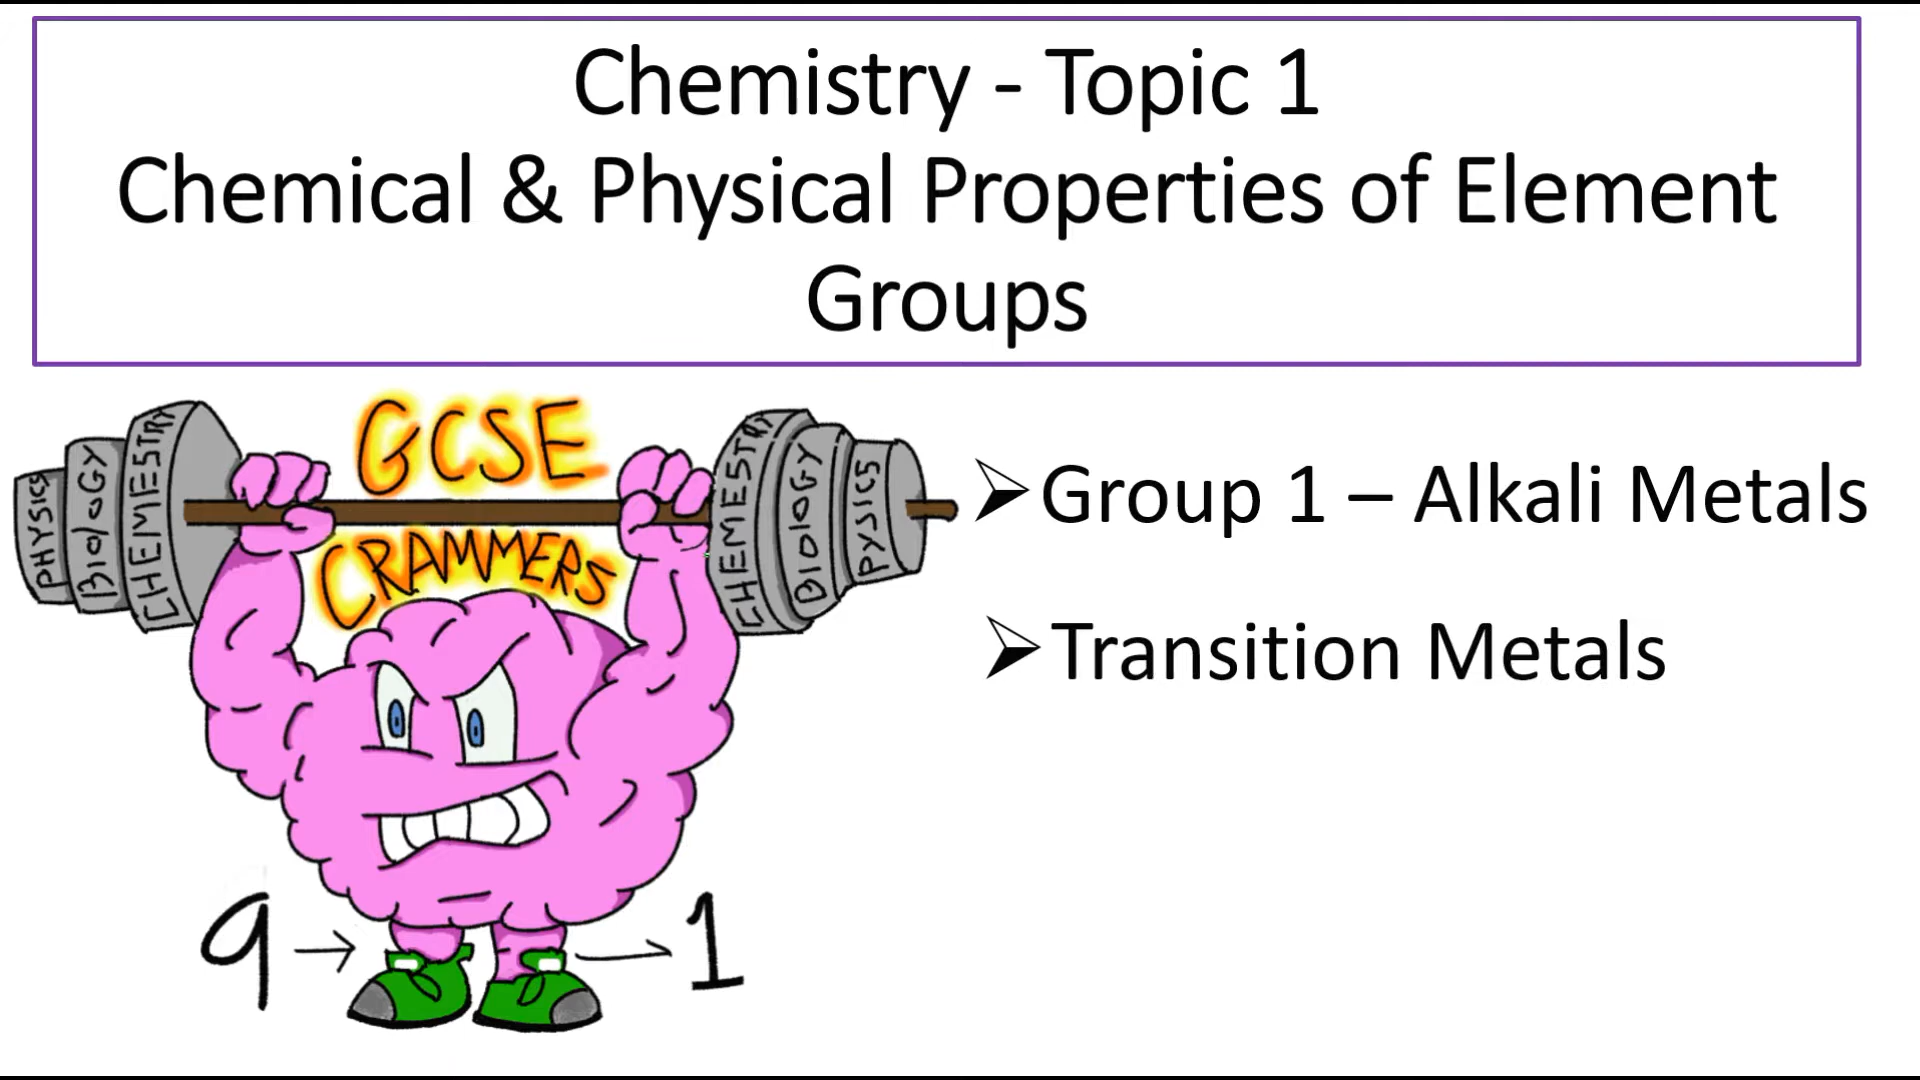 Chemistry - Topic 1
Chemical & Physical Properties of Element
Groups
GCSE
CRAMMERS
PHYSICS
BIOlOGY
CHEMESTRY
CHEMESTRY
BIOlOGY
PYSICS
➢Group 1 – Alkali Metals
➢Transition Metals
9 → → 1